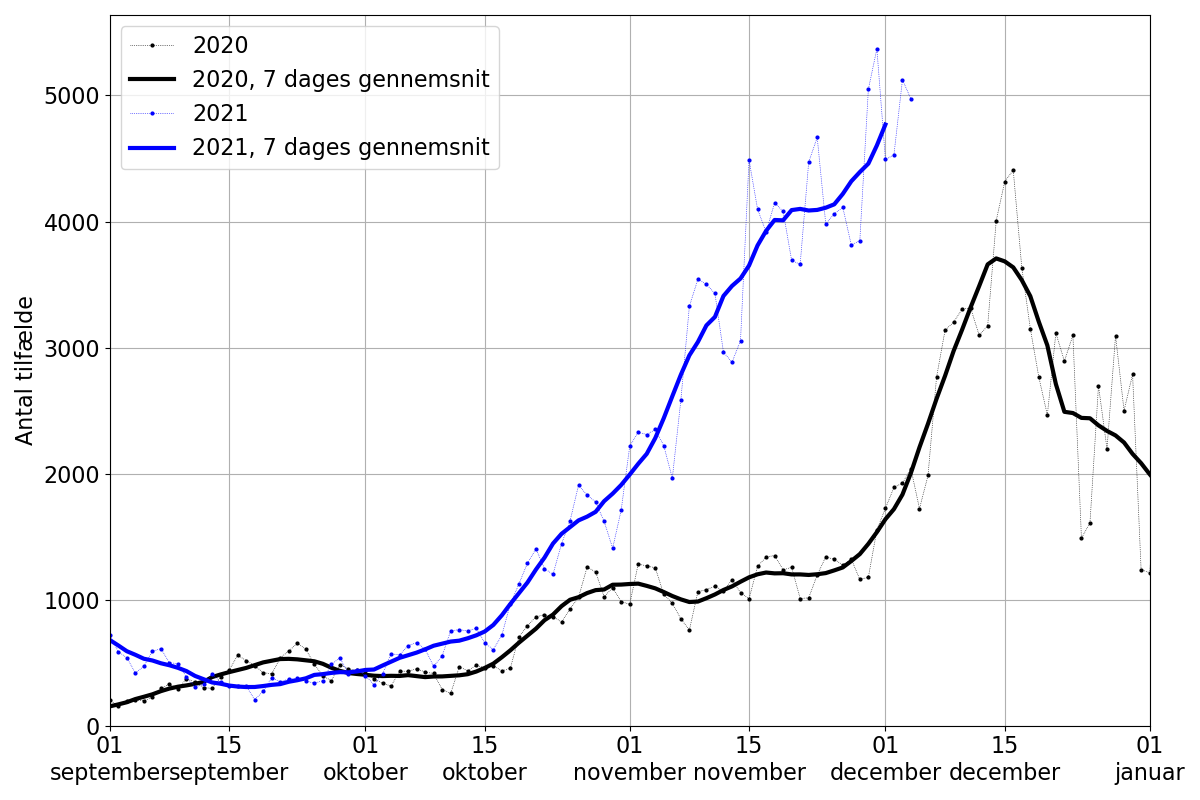 2020
2020, 7 dages gennemsnit
2021
2021, 7 dages gennemsnit
Antal tilfælde
5000
4000
3000
2000
1000
0
01 15 01 15 01 15 01 15 01
september september oktober oktober november november december december januar